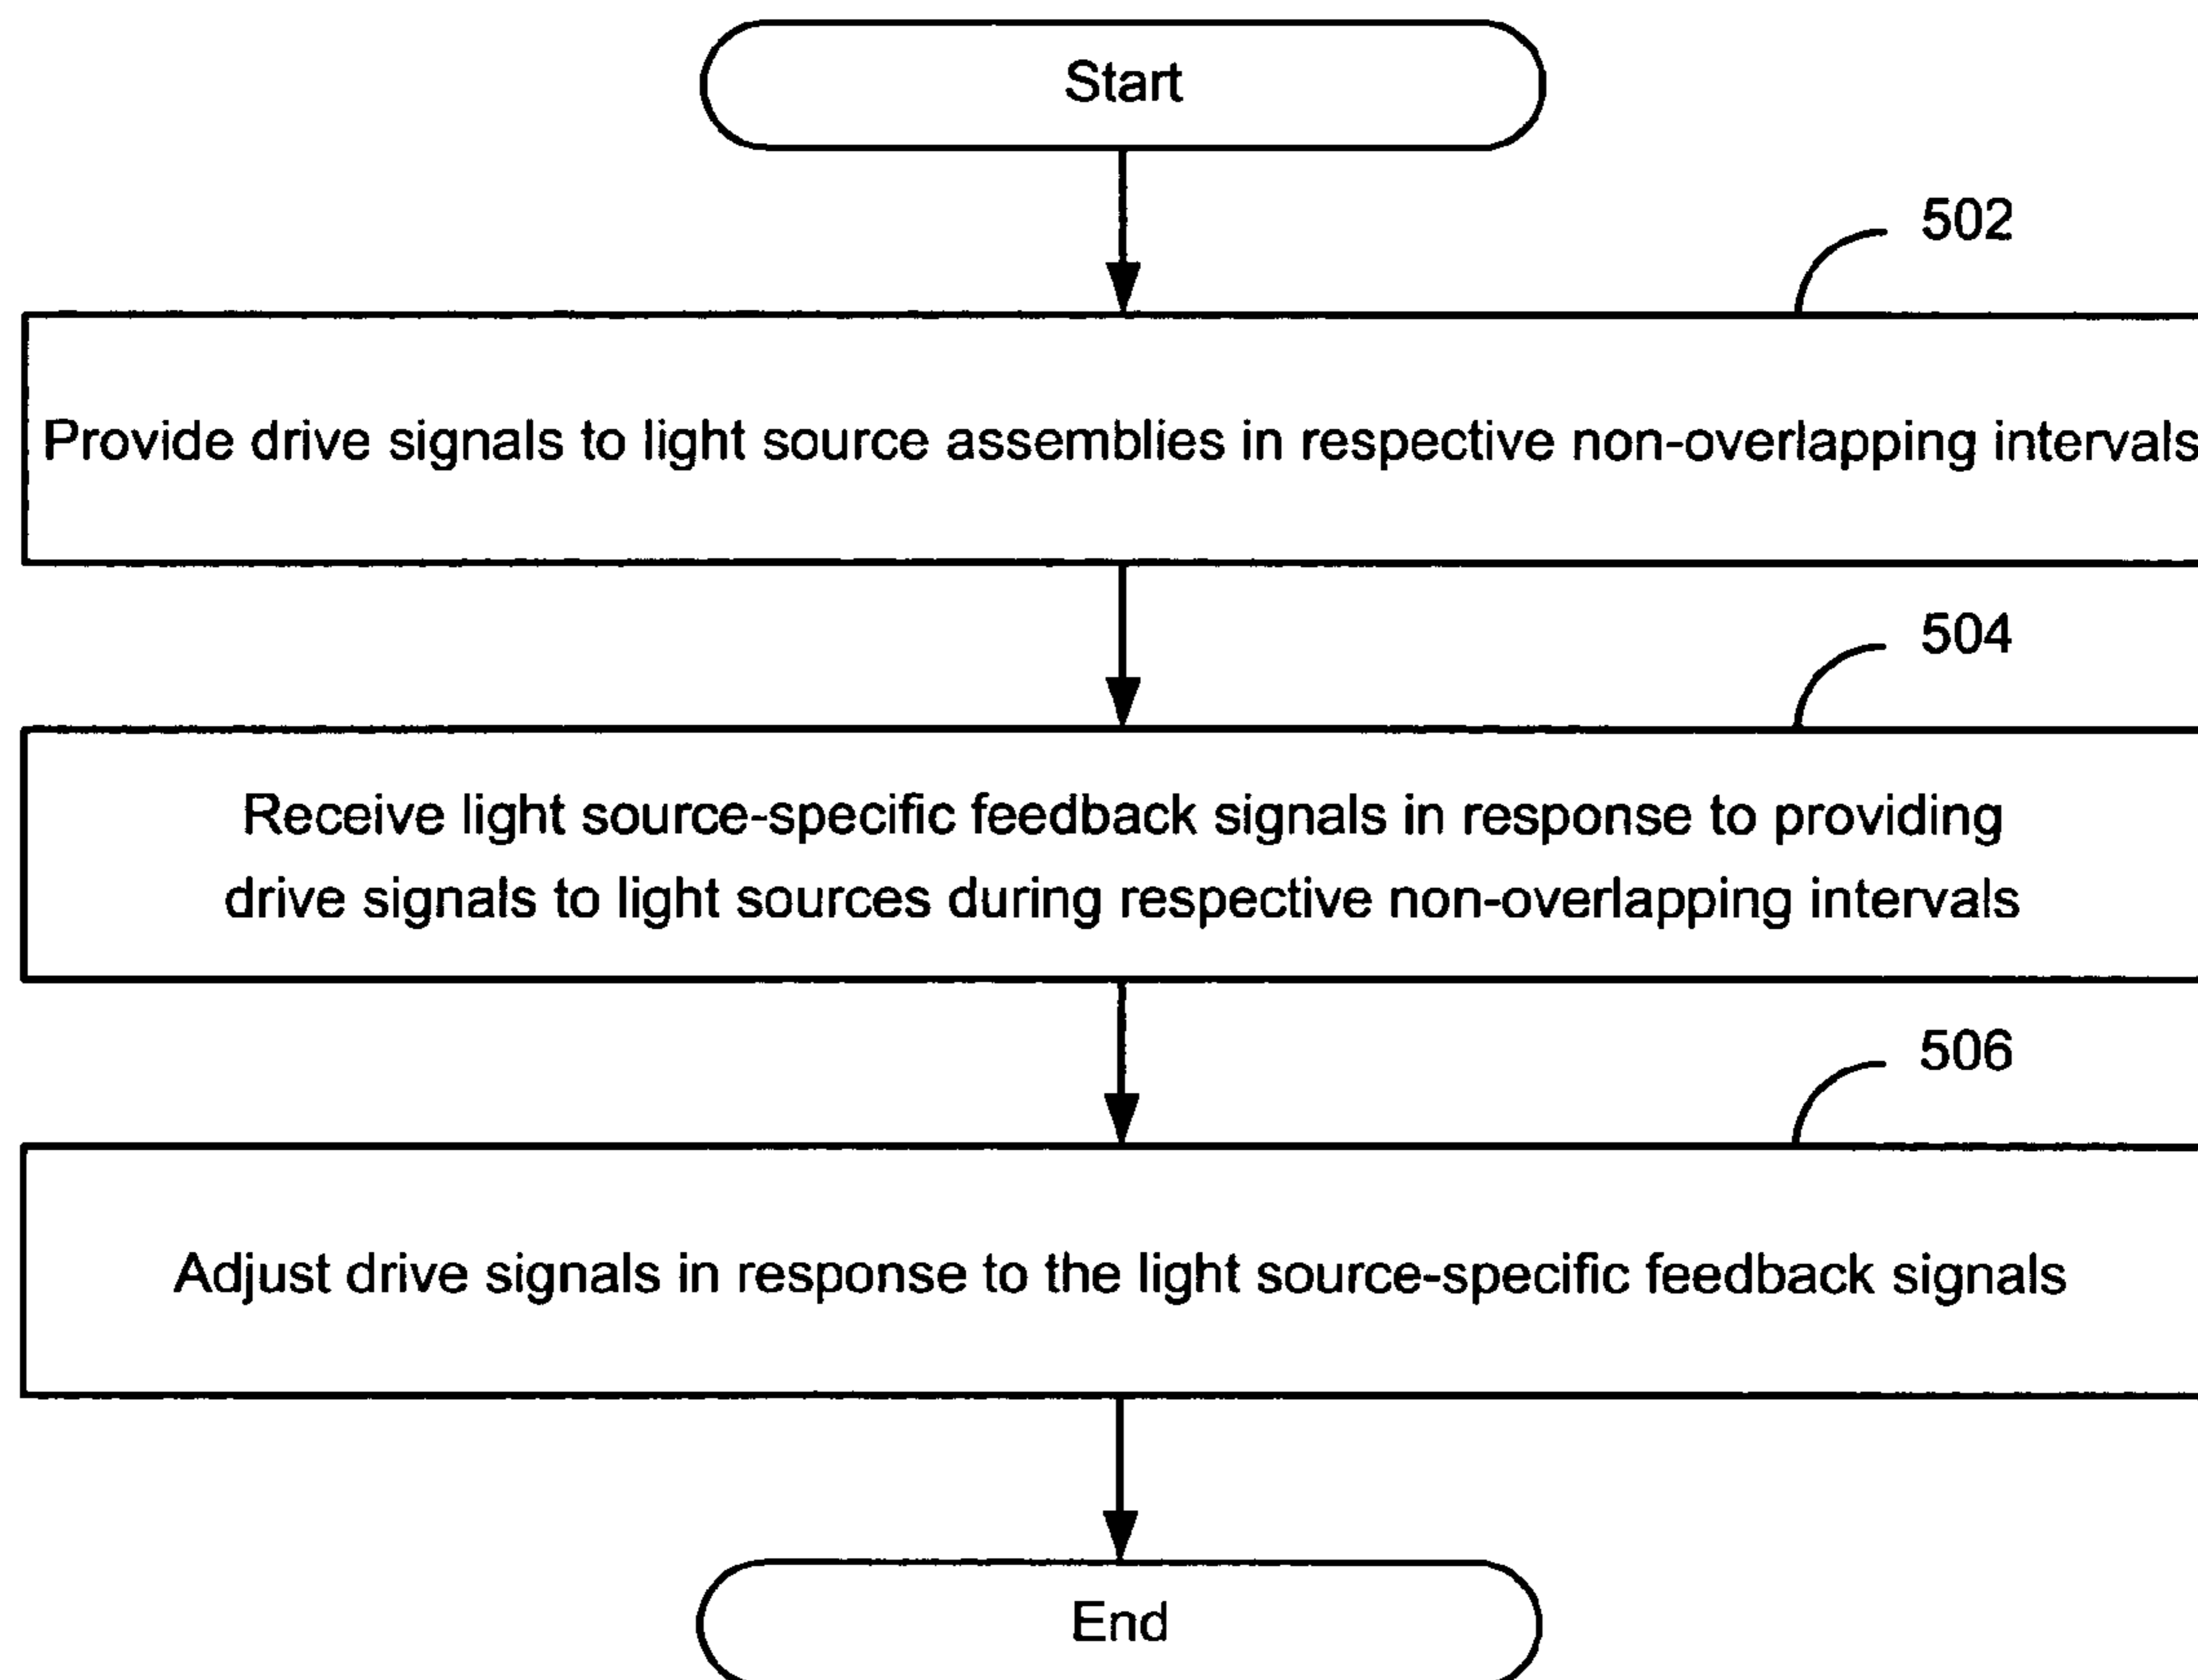 Start
502
Provide drive signals to light source assemblies in respective non-overlapping intervals
504
Receive light source-specific feedback signals in response to providing
drive signals to light sources during respective non-overlapping intervals
506
Adjust drive signals in response to the light source-specific feedback signals
End